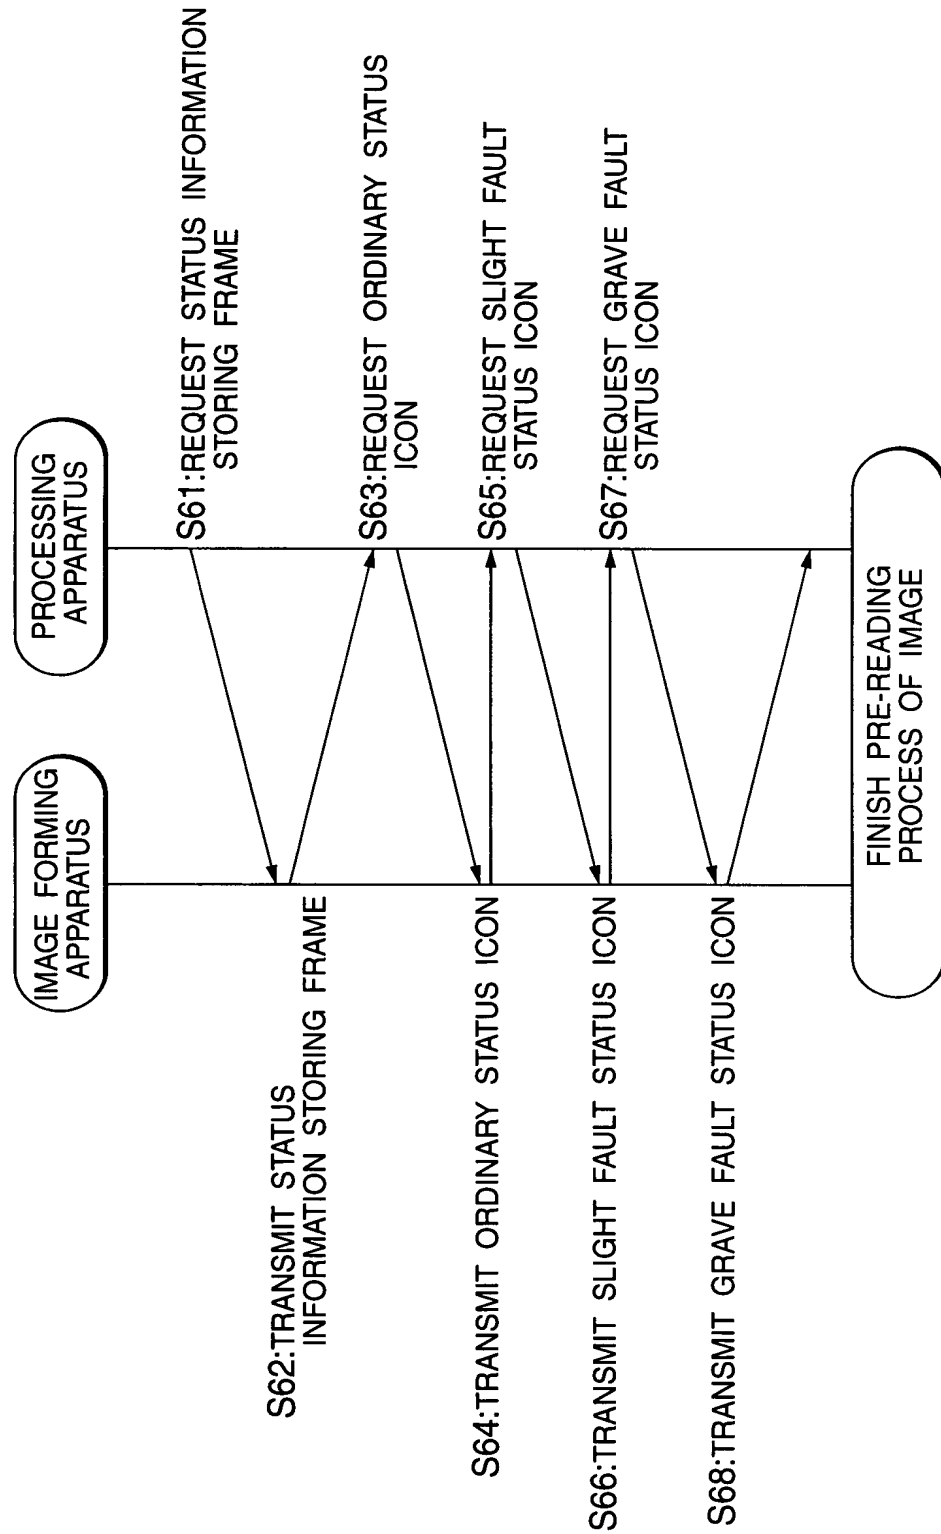 IMAGE FORMING
APPARATUS
PROCESSING
APPARATUS
S61:REQUEST STATUS INFORMATION
STORING FRAME
S62:TRANSMIT STATUS
INFORMATION STORING FRAME
S63:REQUEST ORDINARY STATUS
ICON
S64:TRANSMIT ORDINARY STATUS ICON
S65:REQUEST SLIGHT FAULT
STATUS ICON
S66:TRANSMIT SLIGHT FAULT STATUS ICON
S67:REQUEST GRAVE FAULT
STATUS ICON
S68:TRANSMIT GRAVE FAULT STATUS ICON
FINISH PRE-READING
PROCESS OF IMAGE